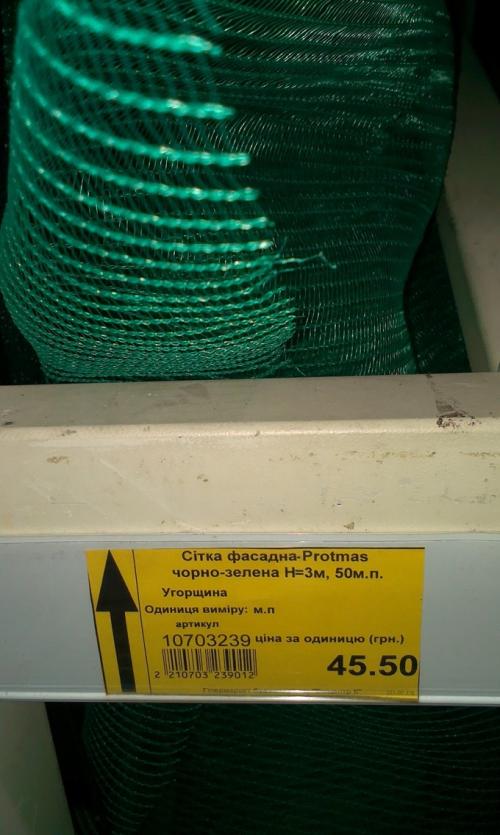 Сітка фасадна-Protmas
чорно-зелена H=3м, 50м.п.
Угорщина
Одиниця виміру: м.п
артикул
10703239 ціна за одиницю (грн.)
2 210703 239012
45.50